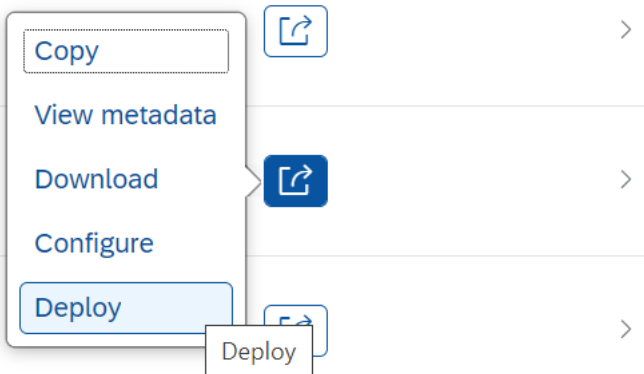 Copy
View metadata
Download
Configure
Deploy
Deploy